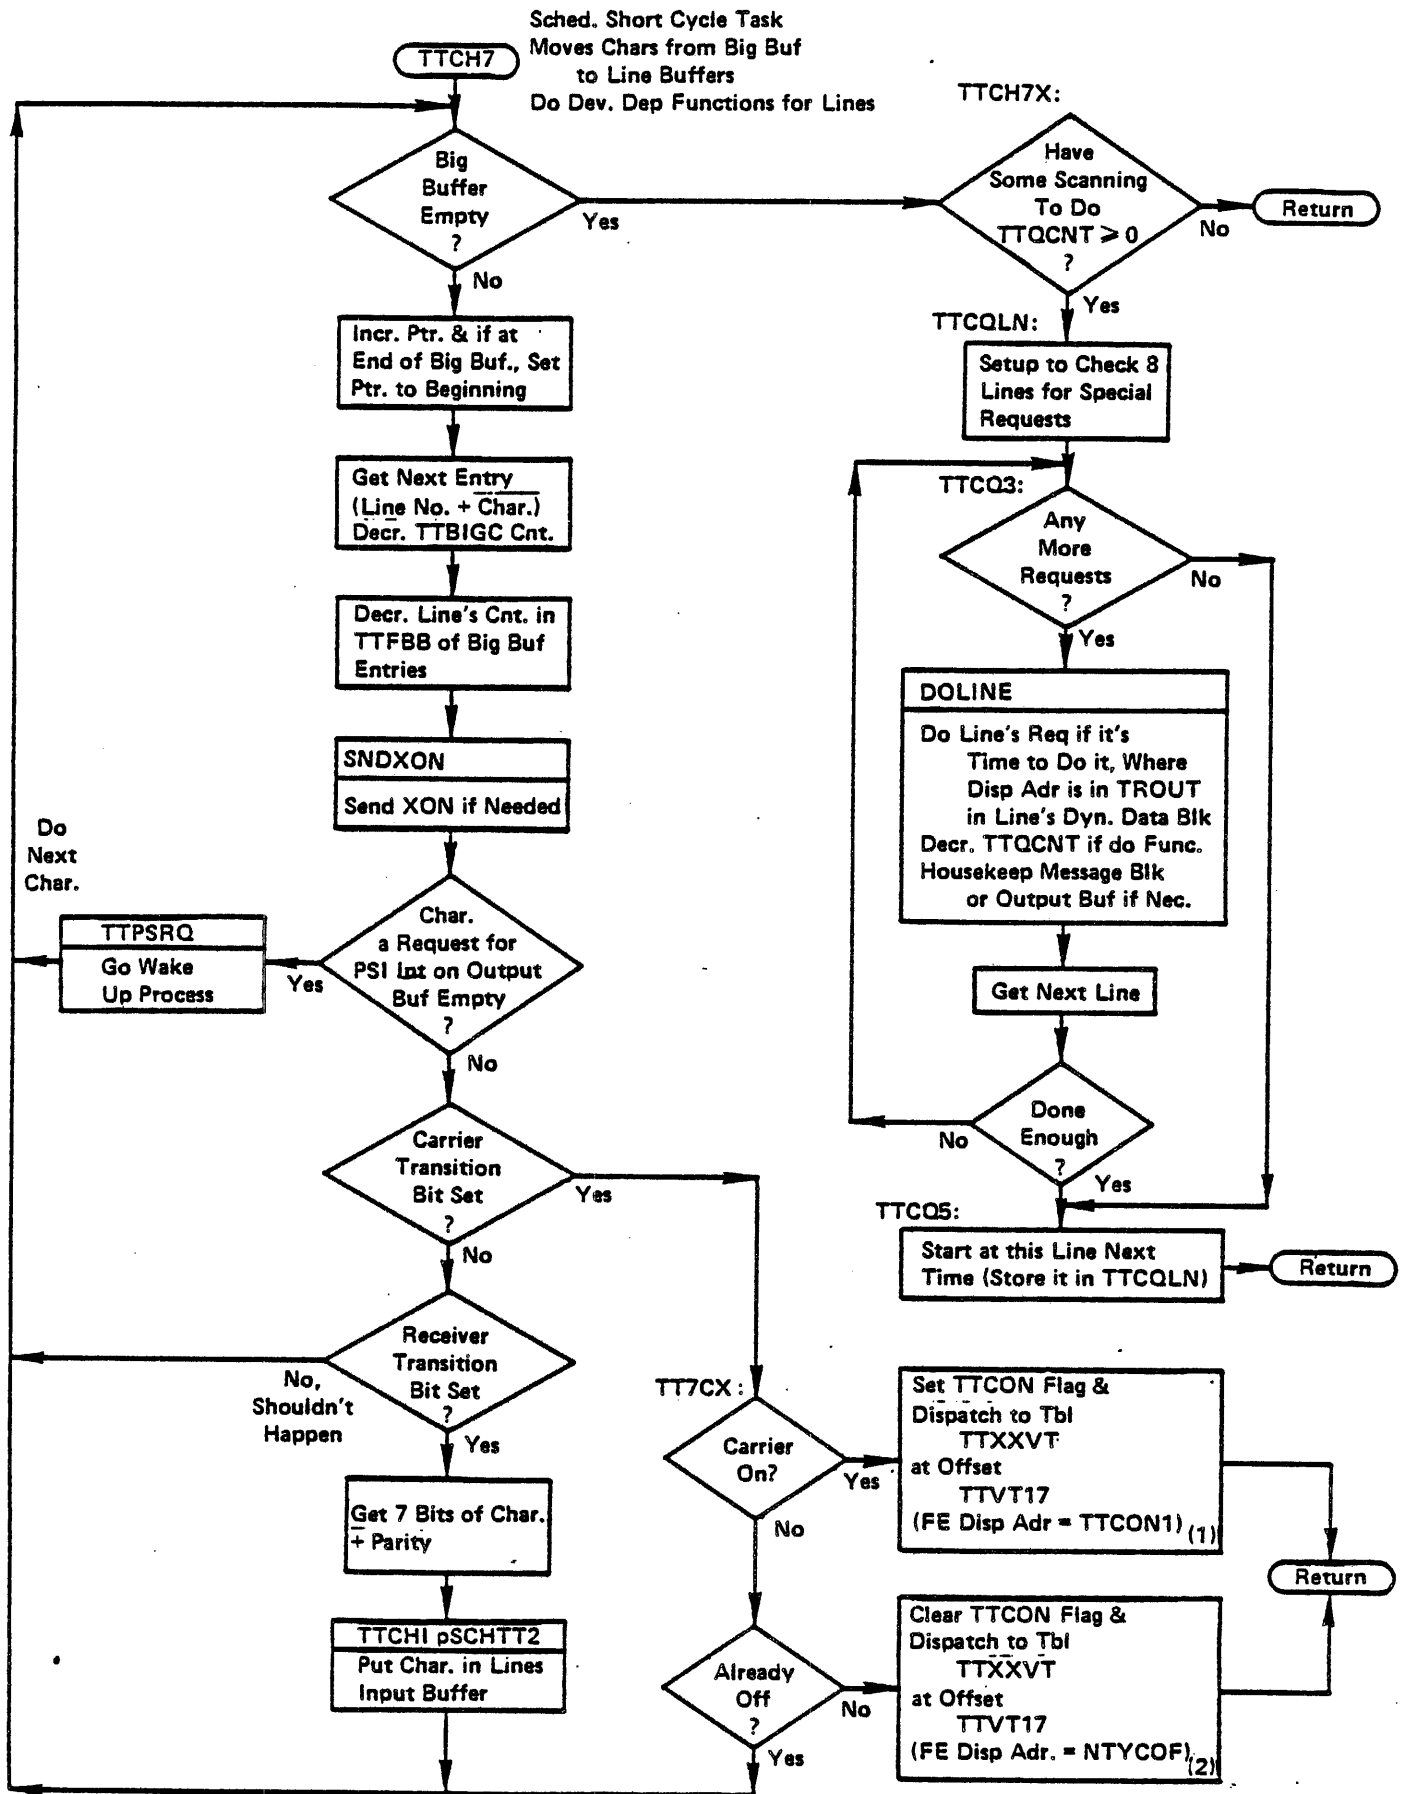 Sched. Short Cycle Task
Moves Chars from Big Buf
to Line Buffers
Do Dev. Dep Functions for Lines
TTCH7
Big
Buffer
Empty
?
Yes
No
Incr. Ptr. & if at
End of Big Buf., Set
Ptr. to Beginning
Get Next Entry
(Line No. + Char.)
Decr. TTBIGC Cnt.
Decr. Line's Cnt. in
TTFBB of Big Buf
Entries
SNDXON
Send XON if Needed
Do
Next
Char.
Char.
a Request for
PSI Int on Output
Buf Empty
?
Yes
No
TTPSRQ
Go Wake
Up Process
Carrier
Transition
Bit Set
?
Yes
No
Receiver
Transition
Bit Set
?
No,
Shouldn't
Happen
Yes
Get 7 Bits of Char.
+ Parity
TTCHI pSCHTT2
Put Char. in Lines
Input Buffer
TTCH7X:
Have
Some Scanning
To Do
TTQCNT ⩾ 0
?
No
Return
Yes
TTCQLN:
Setup to Check 8
Lines for Special
Requests
TTCQ3:
Any
More
Requests
?
No
Yes
DOLINE
Do Line's Req if it's
Time to Do it, Where
Disp Adr is in TROUT
in Line's Dyn. Data Blk
Decr. TTQCNT if do Func.
Housekeep Message Blk
or Output Buf if Nec.
Get Next Line
Done
Enough
?
No
Yes
TTCQ5:
Start at this Line Next
Time (Store it in TTCQLN)
Return
TT7CX:
Carrier
On?
Yes
No
Set TTCON Flag &
Dispatch to Tbl
TTXXVT
at Offset
TTVT17
(FE Disp Adr = TTCON1) (1)
Return
Already
Off
?
No
Yes
Clear TTCON Flag &
Dispatch to Tbl
TTXXVT
at Offset
TTVT17
(FE Disp Adr. = NTYCOF) (2)